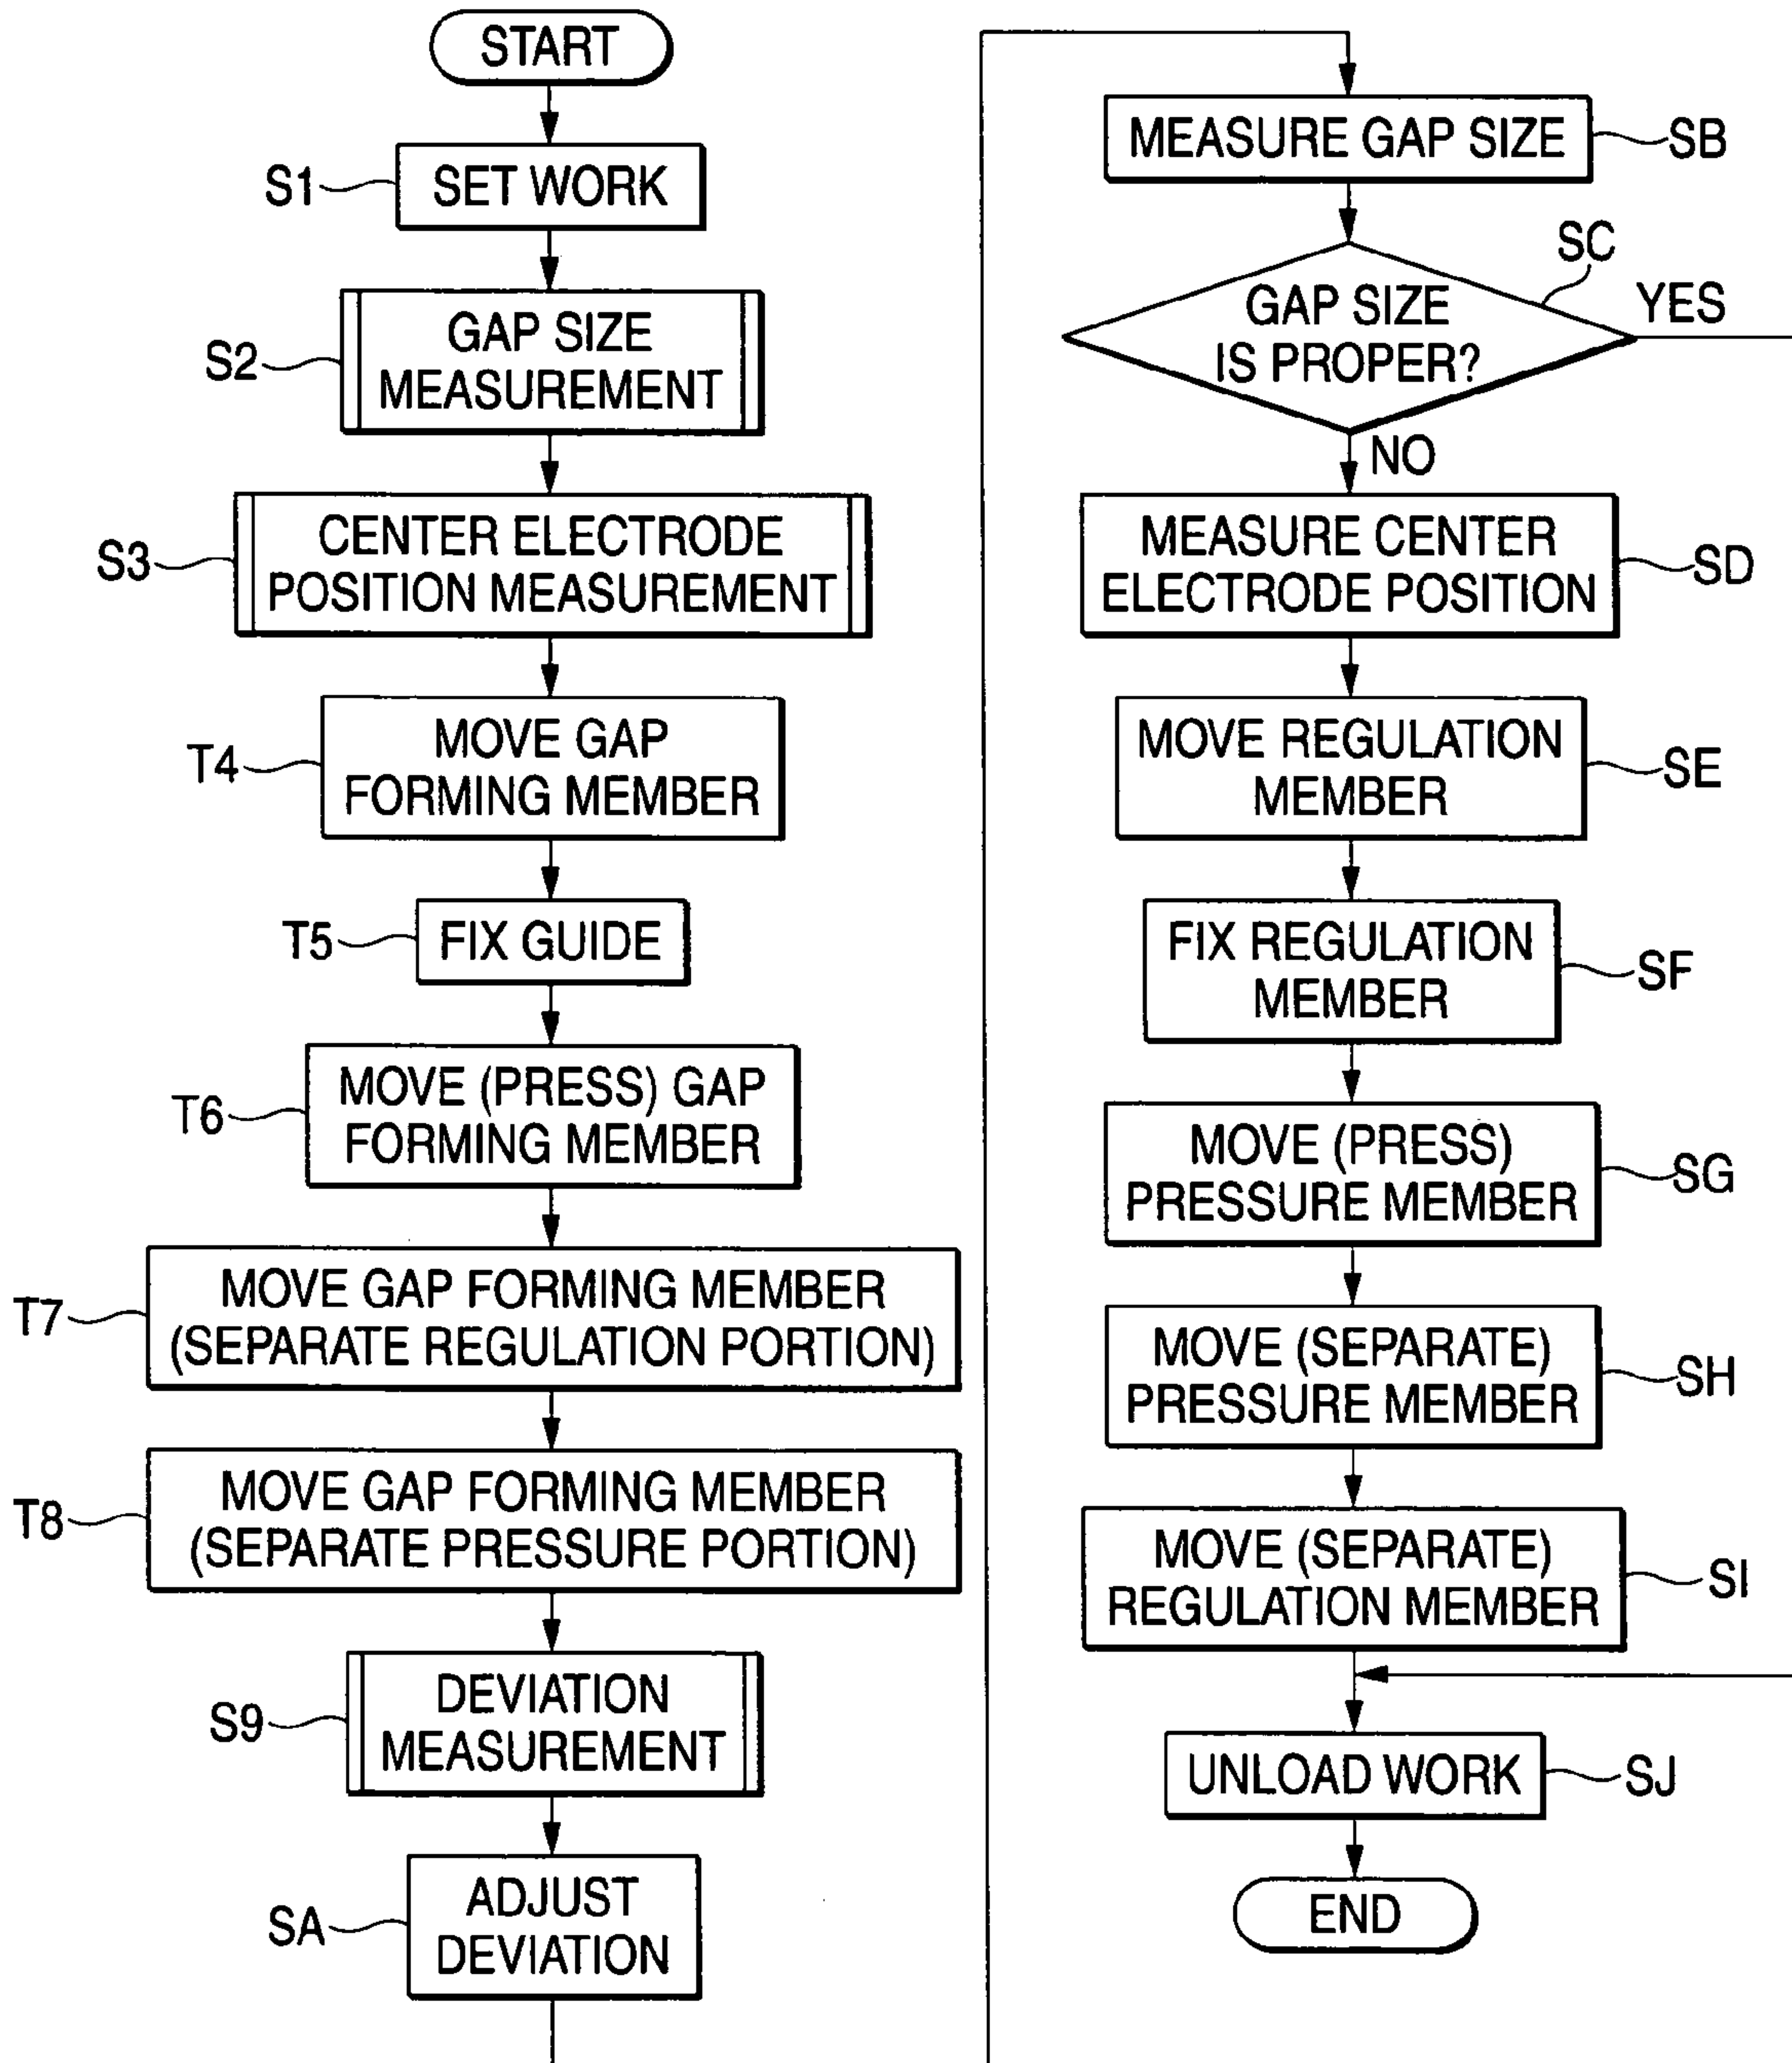 START
S1
SET WORK
S2
GAP SIZE
MEASUREMENT
S3
CENTER ELECTRODE
POSITION MEASUREMENT
T4
MOVE GAP
FORMING MEMBER
T5
FIX GUIDE
T6
MOVE (PRESS) GAP
FORMING MEMBER
T7
MOVE GAP FORMING MEMBER
(SEPARATE REGULATION PORTION)
T8
MOVE GAP FORMING MEMBER
(SEPARATE PRESSURE PORTION)
S9
DEVIATION
MEASUREMENT
SA
ADJUST
DEVIATION
MEASURE GAP SIZE
SB
SC
GAP SIZE
IS PROPER?
YES
NO
MEASURE CENTER
ELECTRODE POSITION
SD
MOVE REGULATION
MEMBER
SE
FIX REGULATION
MEMBER
SF
MOVE (PRESS)
PRESSURE MEMBER
SG
MOVE (SEPARATE)
PRESSURE MEMBER
SH
MOVE (SEPARATE)
REGULATION MEMBER
SI
UNLOAD WORK
SJ
END